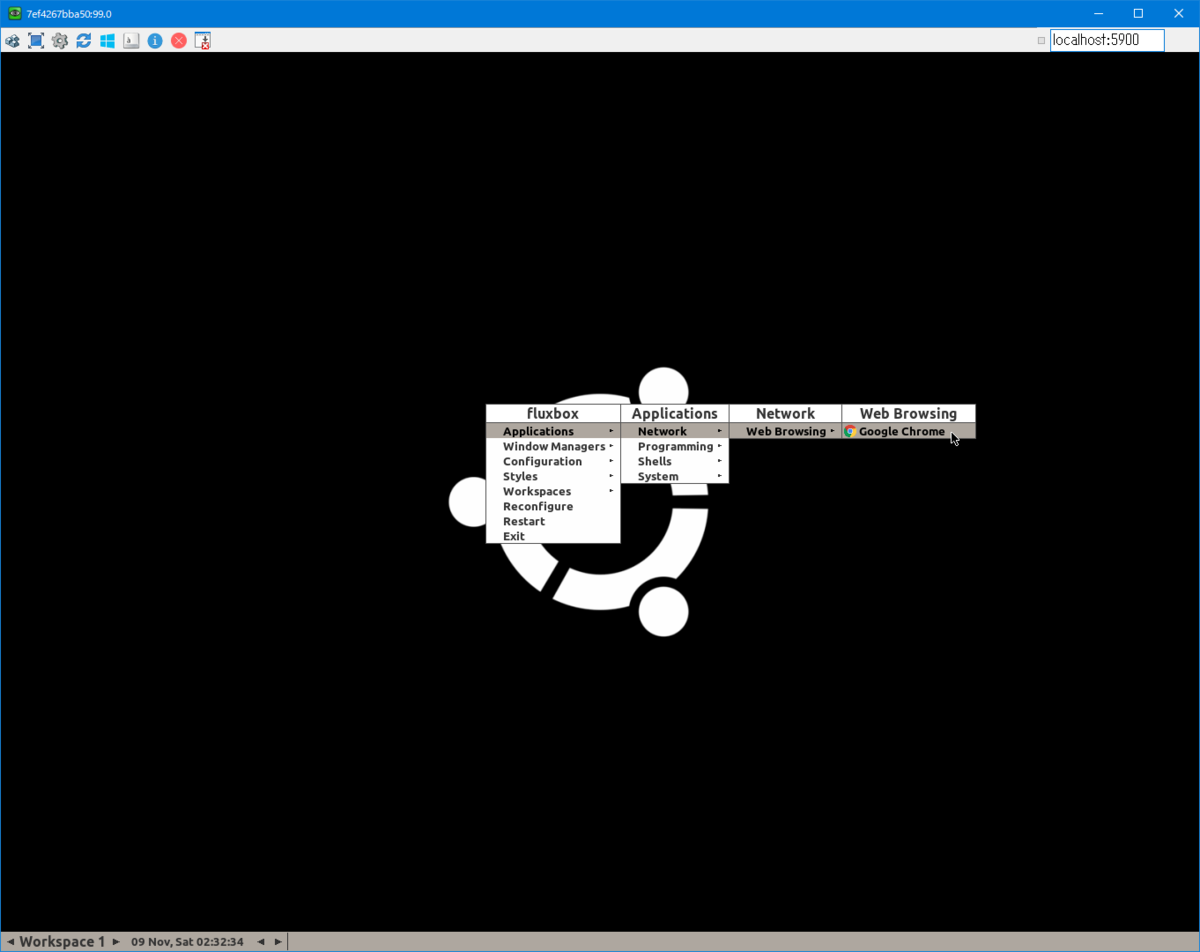 7ef4267bba50:99.0
localhost:5900
fluxbox
Applications
Window Managers
Configuration
Styles
Workspaces
Reconfigure
Restart
Exit
Applications
Network
Programming
Shells
System
Network
Web Browsing
Web Browsing
Google Chrome
Workspace 1
09 Nov, Sat 02:32:34